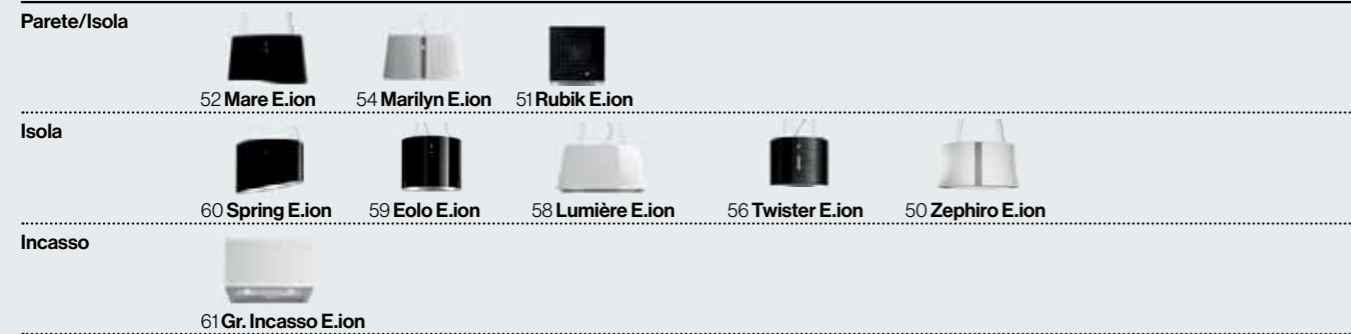 Parete/Isola
52 Mare E.ion 54 Marilyn E.ion 51 Rubik E.ion
Isola
60 Spring E.ion 59 Eolo E.ion 58 Lumière E.ion 56 Twister E.ion 50 Zephiro E.ion
Incasso
61 Gr. Incasso E.ion